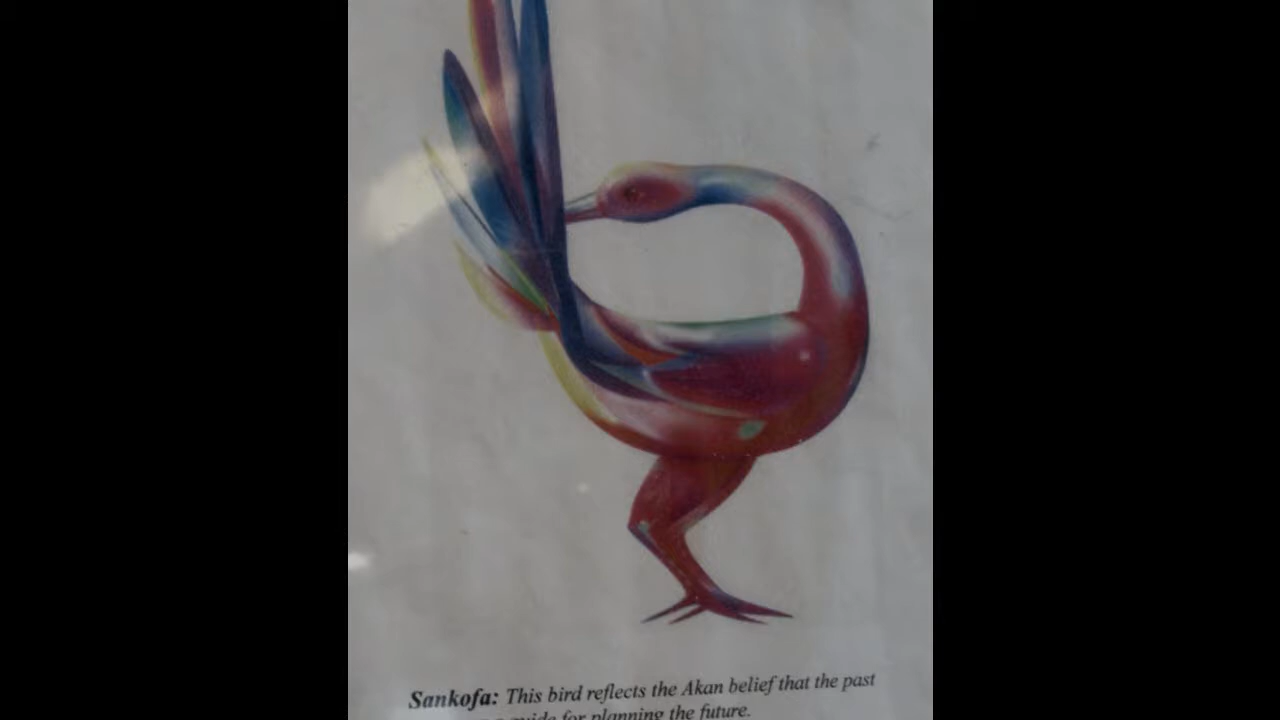 Sankofa: This bird reflects the Akan belief that the past
guide for planning the future.